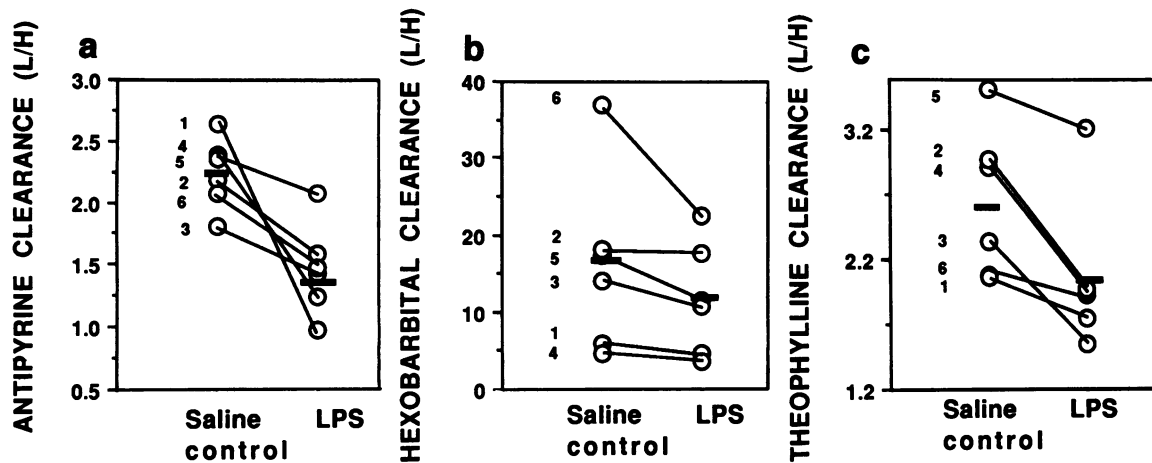 a
ANTIPYRINE CLEARANCE (L/H)
3.0
2.5
2.0
1.5
1.0
0.5
1
4
5
2
6
3
Saline LPS
control
b
HEXOBARBITAL CLEARANCE (L/H)
40
30
20
10
0
6
2
5
3
1
4
Saline LPS
control
c
THEOPHYLLINE CLEARANCE (L/H)
3.2
2.2
1.2
5
2
4
3
6
1
Saline LPS
control